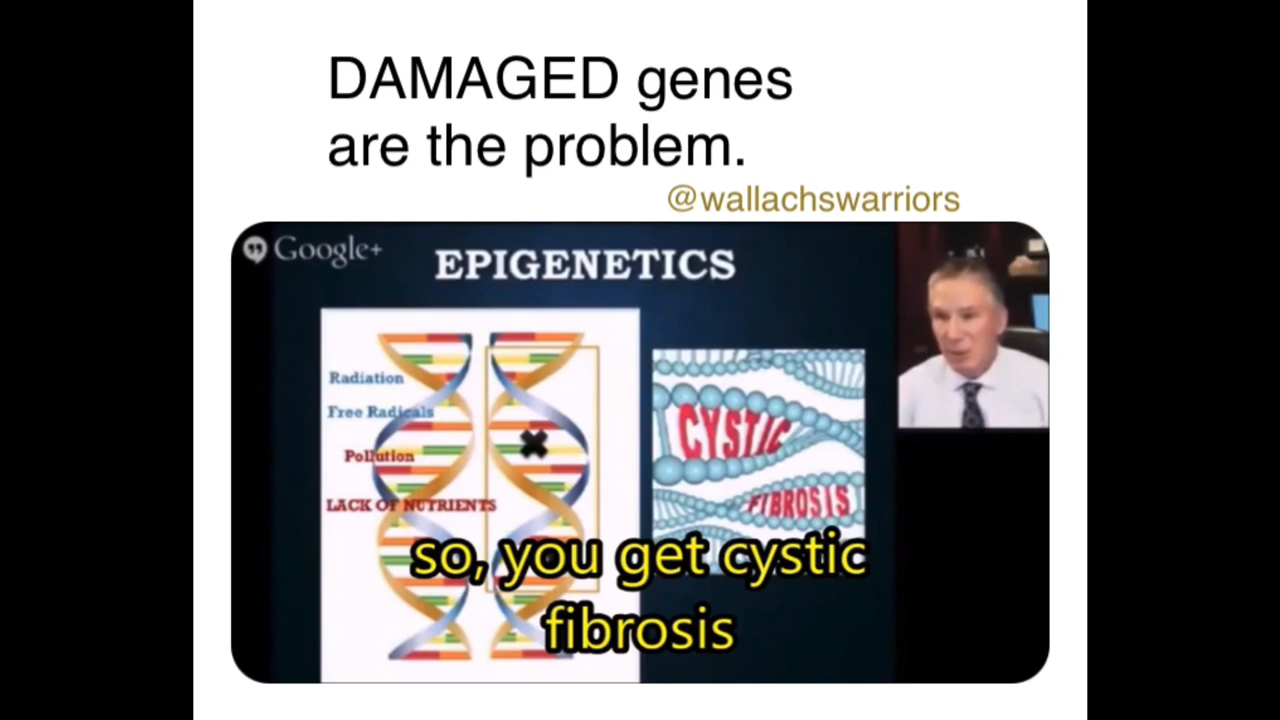 DAMAGED genes
are the problem.
@wallachswarriors
Google+
EPIGENETICS
Radiation
Free Radicals
Pollution
LACK OF NUTRIENTS
CYSTIC
FIBROSIS
so, you get cystic
fibrosis